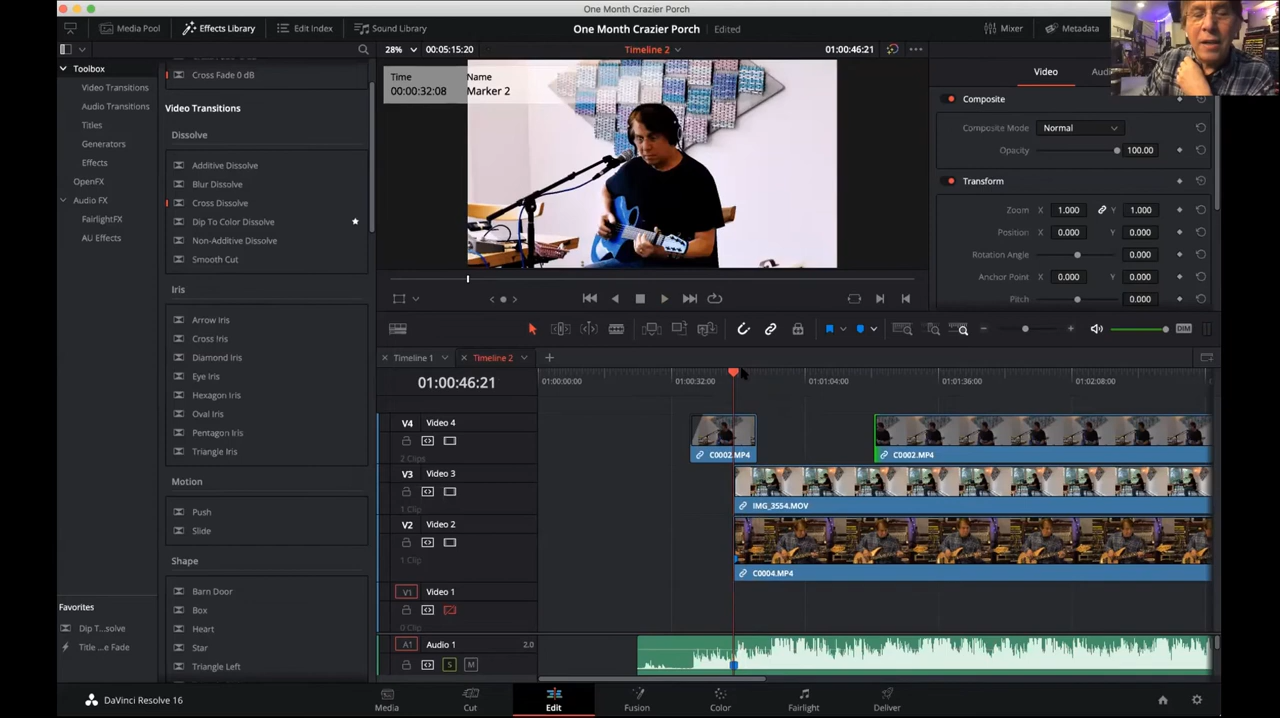 One Month Crazier Porch
Media Pool
Effects Library
Edit Index
Sound Library
One Month Crazier Porch
Edited
Mixer
Metadata
28%
00:05:15:20
Timeline 2
01:00:46:21
Toolbox
Video Transitions
Audio Transitions
Titles
Generators
Effects
OpenFX
Audio FX
FairlightFX
AU Effects
Favorites
Dip T...solve
Title ...e Fade
Cross Fade 0 dB
Video Transitions
Dissolve
Additive Dissolve
Blur Dissolve
Cross Dissolve
Dip To Color Dissolve
Non-Additive Dissolve
Smooth Cut
Iris
Arrow Iris
Cross Iris
Diamond Iris
Eye Iris
Hexagon Iris
Oval Iris
Pentagon Iris
Triangle Iris
Motion
Push
Slide
Shape
Barn Door
Box
Heart
Star
Triangle Left
Time
00:00:32:08
Name
Marker 2
Video
Composite
Composite Mode
Normal
Opacity
100.00
Transform
Zoom X 1.000 Y 1.000
Position X 0.000 Y 0.000
Rotation Angle 0.000
Anchor Point X 0.000 Y 0.000
Pitch 0.000
DIM
Timeline 1
Timeline 2
01:00:46:21
01:00:00:00
01:00:32:00
01:01:04:00
01:01:36:00
01:02:08:00
V4 Video 4
2 Clips
C0002.MP4
C0002.MP4
V3 Video 3
1 Clip
IMG_3554.MOV
V2 Video 2
1 Clip
C0004.MP4
V1 Video 1
0 Clip
A1 Audio 1 2.0
S M
DaVinci Resolve 16
Media
Cut
Edit
Fusion
Color
Fairlight
Deliver